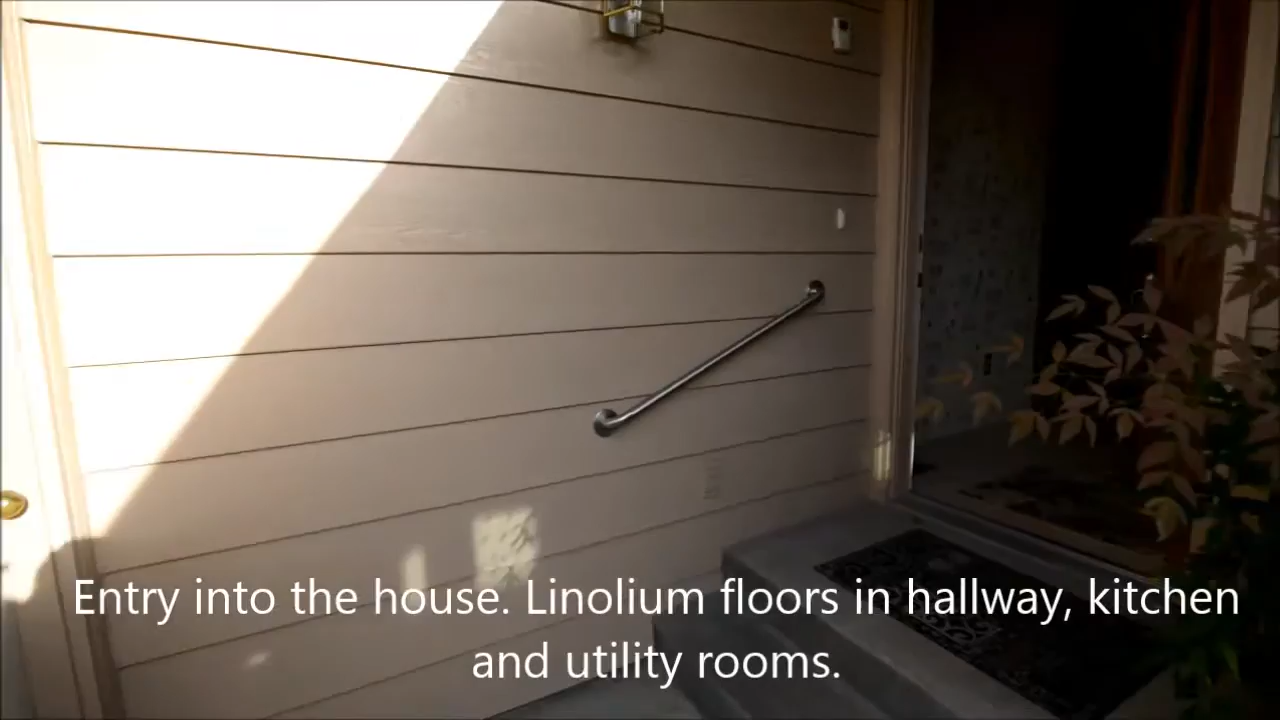 Entry into the house. Linolium floors in hallway, kitchen
and utility rooms.